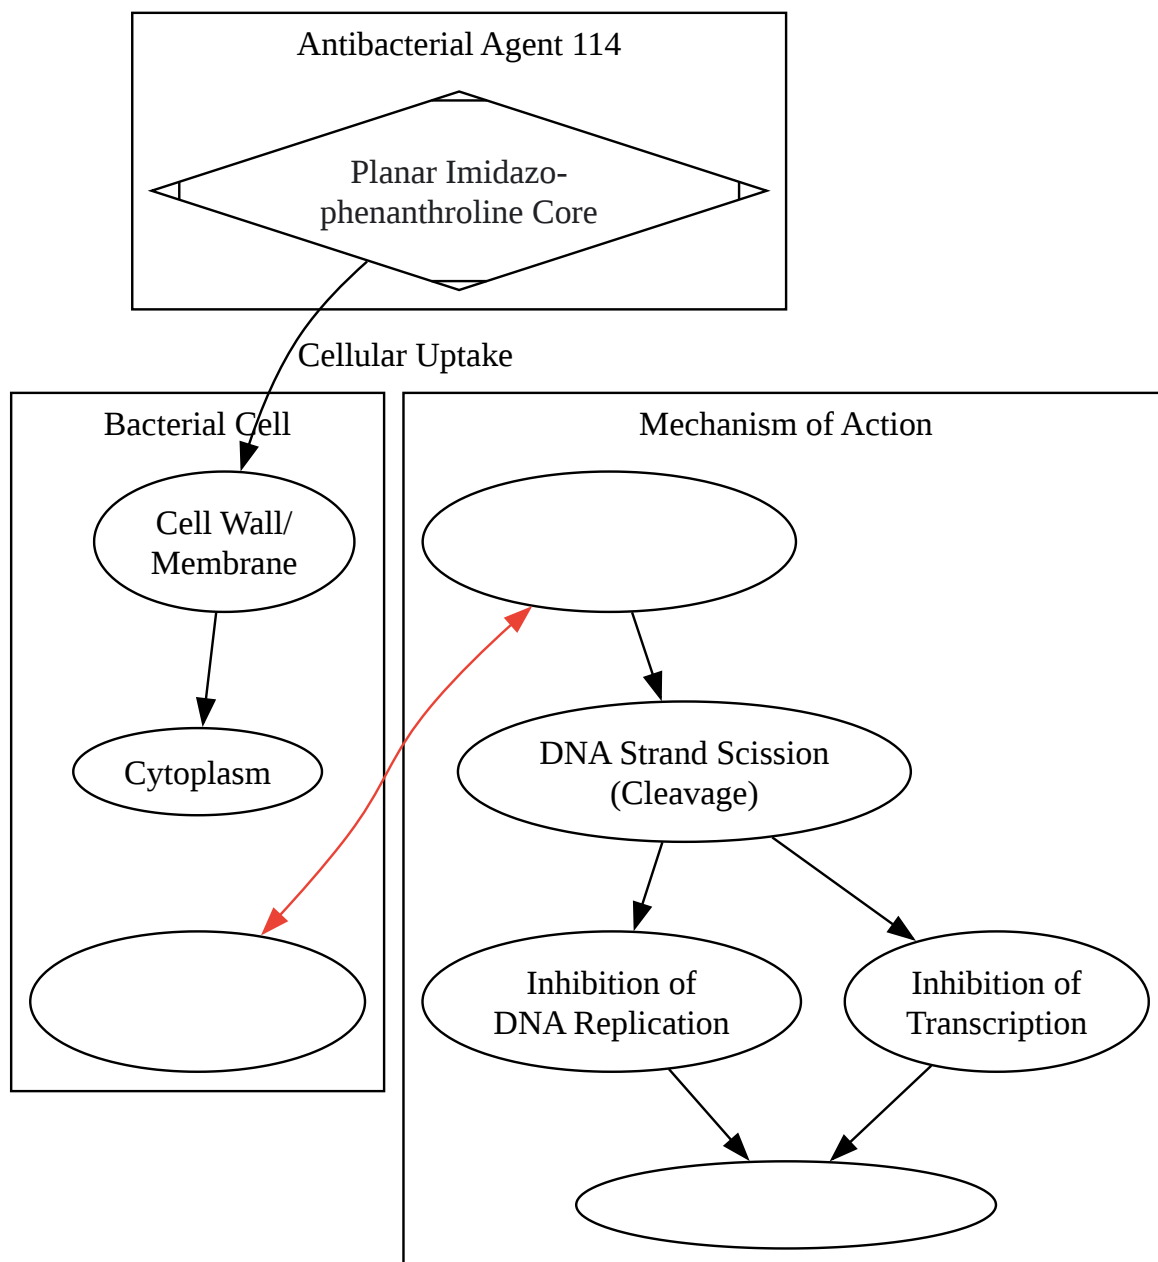 Antibacterial Agent 114
Planar Imidazo-
phenanthroline Core
Cellular Uptake
Bacterial Cell
Cell Wall/
Membrane
Cytoplasm
Mechanism of Action
DNA Strand Scission
(Cleavage)
Inhibition of
DNA Replication
Inhibition of
Transcription